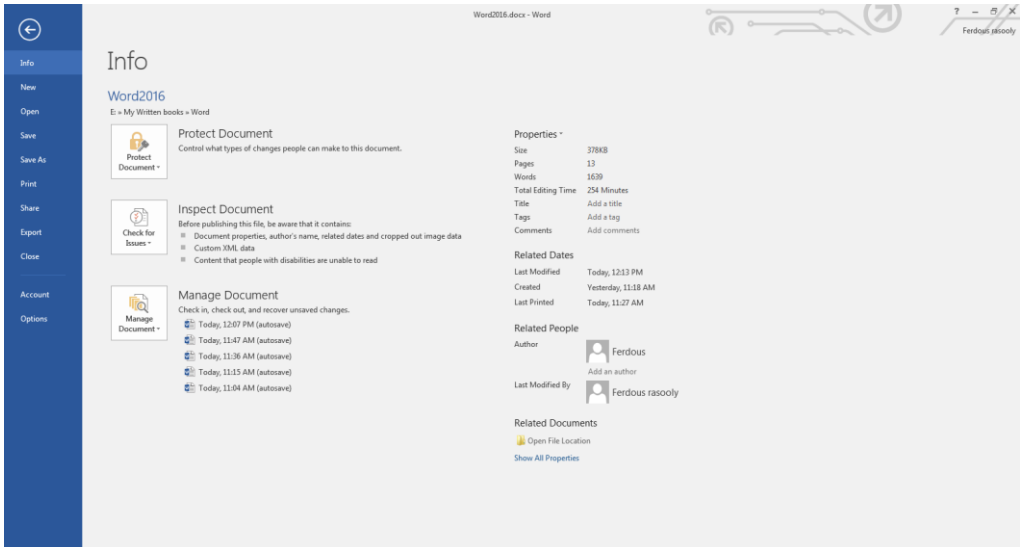 Word2016.docx - Word
?
Ferdous rasooly
Info
New
Open
Save
Save As
Print
Share
Export
Close
Account
Options
Info
Word2016
E: » My Written books » Word
Protect Document
Protect Document
Control what types of changes people can make to this document.
Check for Issues
Inspect Document
Before publishing this file, be aware that it contains:
Document properties, author's name, related dates and cropped out image data
Custom XML data
Content that people with disabilities are unable to read
Manage Document
Manage Document
Check in, check out, and recover unsaved changes.
Today, 12:07 PM (autosave)
Today, 11:47 AM (autosave)
Today, 11:36 AM (autosave)
Today, 11:15 AM (autosave)
Today, 11:04 AM (autosave)
Properties
Size 378KB
Pages 13
Words 1639
Total Editing Time 254 Minutes
Title Add a title
Tags Add a tag
Comments Add comments
Related Dates
Last Modified Today, 12:13 PM
Created Yesterday, 11:18 AM
Last Printed Today, 11:27 AM
Related People
Author Ferdous
Add an author
Last Modified By Ferdous rasooly
Related Documents
Open File Location
Show All Properties